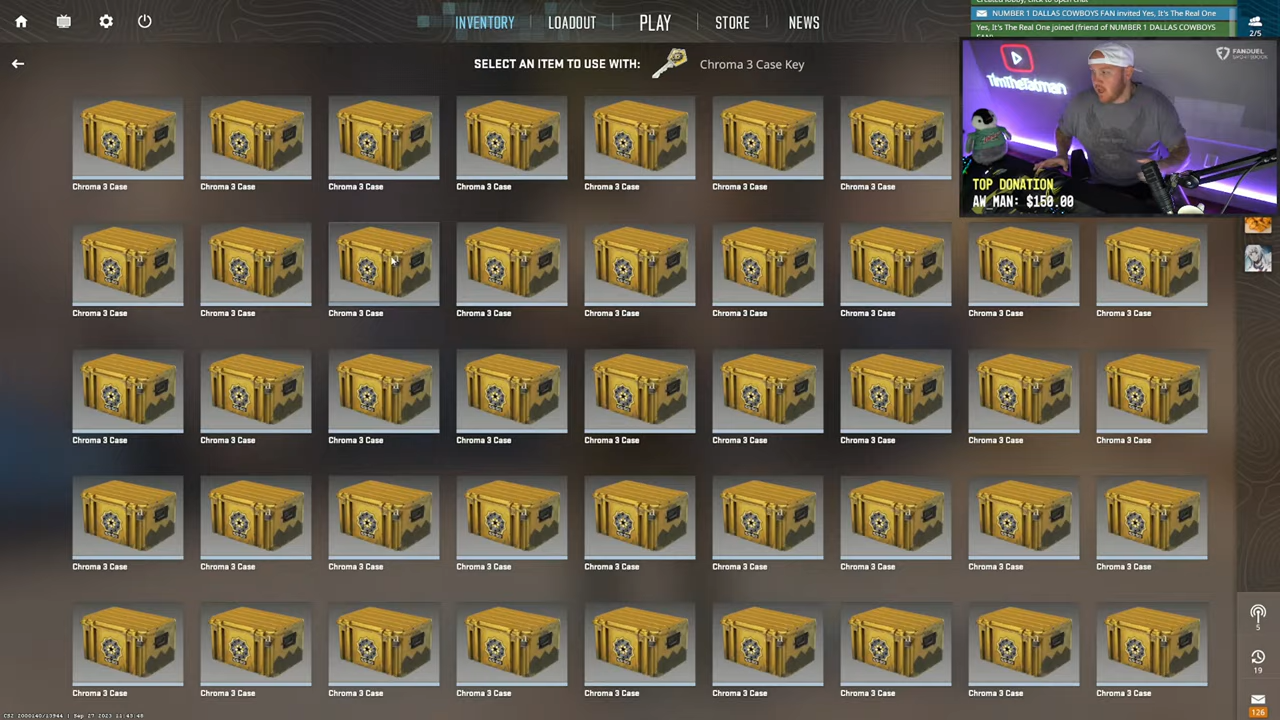 INVENTORY
LOADOUT
PLAY
STORE
NEWS
NUMBER 1 DALLAS COWBOYS FAN invited Yes, It's The Real One
Yes, It's The Real One joined (friend of NUMBER 1 DALLAS COWBOYS
2/5
SELECT AN ITEM TO USE WITH: Chroma 3 Case Key
TimTheTatman
FANDUEL
SPORTSBOOK
TOP DONATION
AW_MAN: $150.00
Chroma 3 Case Chroma 3 Case Chroma 3 Case Chroma 3 Case Chroma 3 Case Chroma 3 Case Chroma 3 Case
Chroma 3 Case Chroma 3 Case Chroma 3 Case Chroma 3 Case Chroma 3 Case Chroma 3 Case Chroma 3 Case Chroma 3 Case Chroma 3 Case
Chroma 3 Case Chroma 3 Case Chroma 3 Case Chroma 3 Case Chroma 3 Case Chroma 3 Case Chroma 3 Case Chroma 3 Case Chroma 3 Case
Chroma 3 Case Chroma 3 Case Chroma 3 Case Chroma 3 Case Chroma 3 Case Chroma 3 Case Chroma 3 Case Chroma 3 Case Chroma 3 Case
Chroma 3 Case Chroma 3 Case Chroma 3 Case Chroma 3 Case Chroma 3 Case Chroma 3 Case Chroma 3 Case Chroma 3 Case Chroma 3 Case
5
19
126